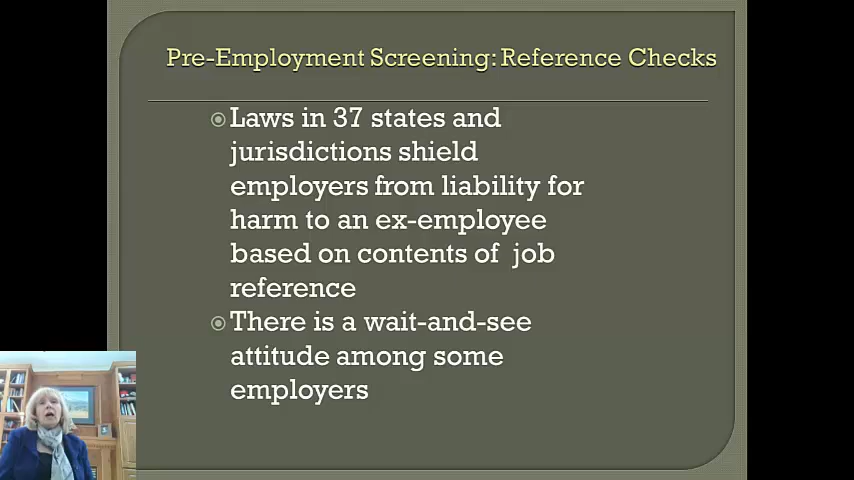 Pre-Employment Screening: Reference Checks
Laws in 37 states and
jurisdictions shield
employers from liability for
harm to an ex-employee
based on contents of job
reference
There is a wait-and-see
attitude among some
employers